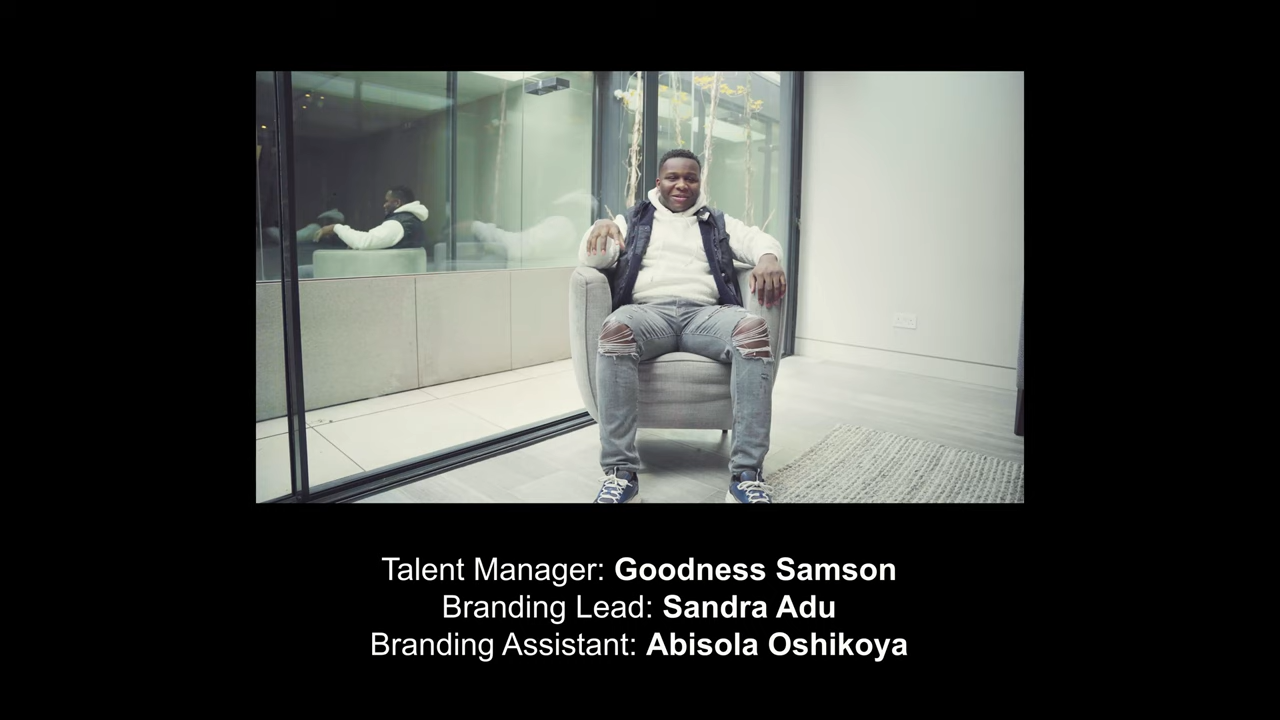 Talent Manager: Goodness Samson
Branding Lead: Sandra Adu
Branding Assistant: Abisola Oshikoya